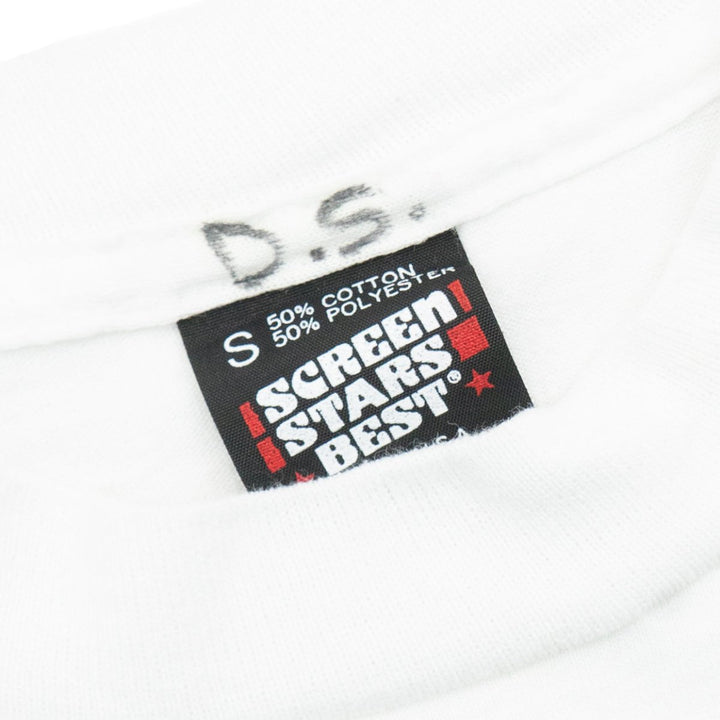 D.S.
S
50% COTTON
50% POLYESTER
SCREEN
STARS
BEST®